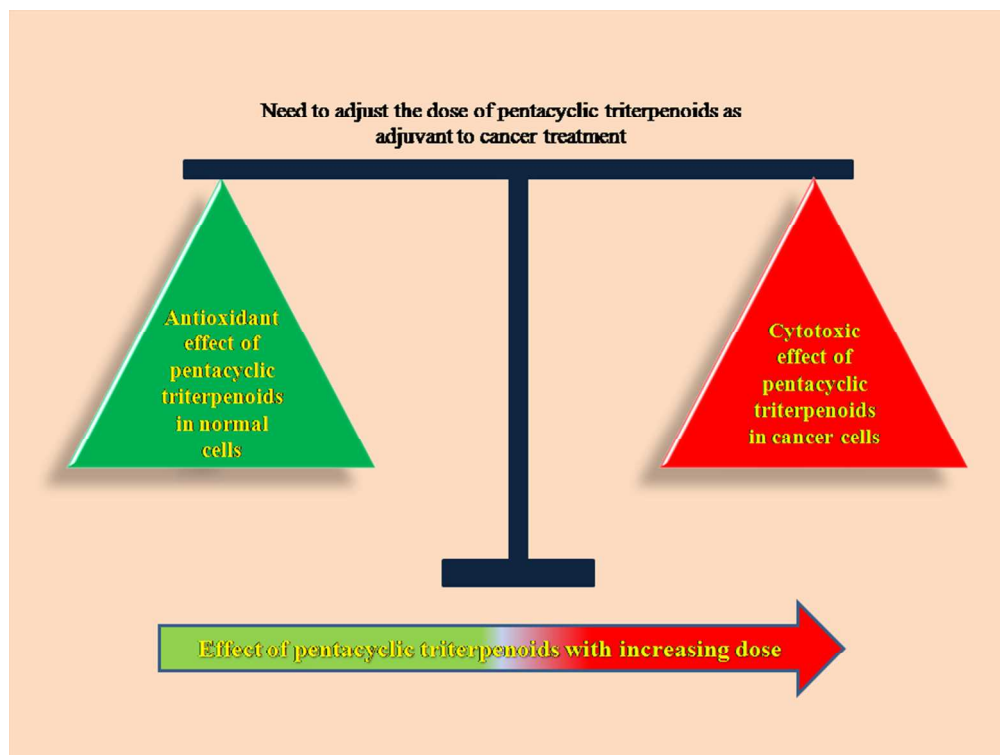 Need to adjust the dose of pentacyclic triterpenoids as
adjuvant to cancer treatment
Antioxidant
effect of
pentacyclic
triterpenoids
in normal
cells
Cytotoxic
effect of
pentacyclic
triterpenoids
in cancer cells
Effect of pentacyclic triterpenoids with increasing dose